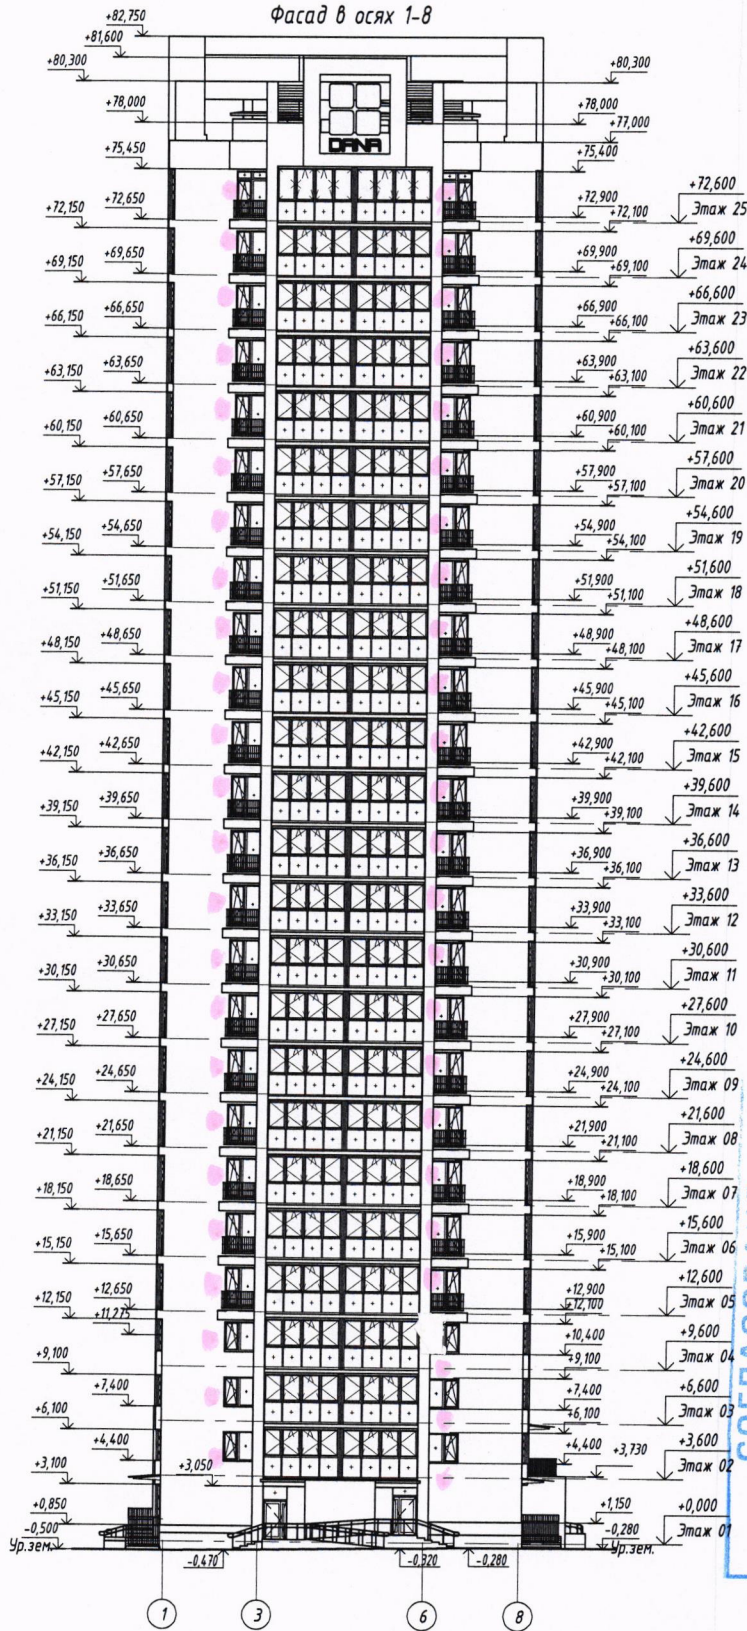 Фасад в осях 1-8
+82,750
+81,600
+80,300 +80,300
+78,000 +78,000
+77,000
DANA
+75,450 +75,400
+72,600
+72,650 +72,900
+72,150 +72,100 Этаж 25
+69,600
+69,650 +69,900
+69,150 +69,100 Этаж 24
+66,600
+66,650 +66,900
+66,150 +66,100 Этаж 23
+63,600
+63,650 +63,900
+63,150 +63,100 Этаж 22
+60,600
+60,650 +60,900
+60,150 +60,100 Этаж 21
+57,600
+57,650 +57,900
+57,150 +57,100 Этаж 20
+54,600
+54,650 +54,900
+54,150 +54,100 Этаж 19
+51,600
+51,650 +51,900
+51,150 +51,100 Этаж 18
+48,600
+48,650 +48,900
+48,150 +48,100 Этаж 17
+45,600
+45,650 +45,900
+45,150 +45,100 Этаж 16
+42,600
+42,650 +42,900
+42,150 +42,100 Этаж 15
+39,600
+39,650 +39,900
+39,150 +39,100 Этаж 14
+36,600
+36,650 +36,900
+36,150 +36,100 Этаж 13
+33,600
+33,650 +33,900
+33,150 +33,100 Этаж 12
+30,600
+30,650 +30,900
+30,150 +30,100 Этаж 11
+27,600
+27,650 +27,900
+27,150 +27,100 Этаж 10
+24,600
+24,650 +24,900
+24,150 +24,100 Этаж 09
+21,600
+21,650 +21,900
+21,150 +21,100 Этаж 08
+18,600
+18,650 +18,900
+18,150 +18,100 Этаж 07
+15,600
+15,650 +15,900
+15,150 +15,100 Этаж 06
+12,600
+12,650 +12,900
+12,150 +12,100 Этаж 05
+11,275
+10,400 +9,600
+9,100 +9,100 Этаж 04
+7,400 +7,400 +6,600
+6,100 +6,100 Этаж 03
+4,400 +4,400 +3,730 +3,600
+3,100 +3,050 Этаж 02
+0,850 +1,150 +0,000
-0,500 -0,280 Этаж 01
Ур.зем. Ур.зем.
-0,470 -0,320 -0,280
1 3 6 8